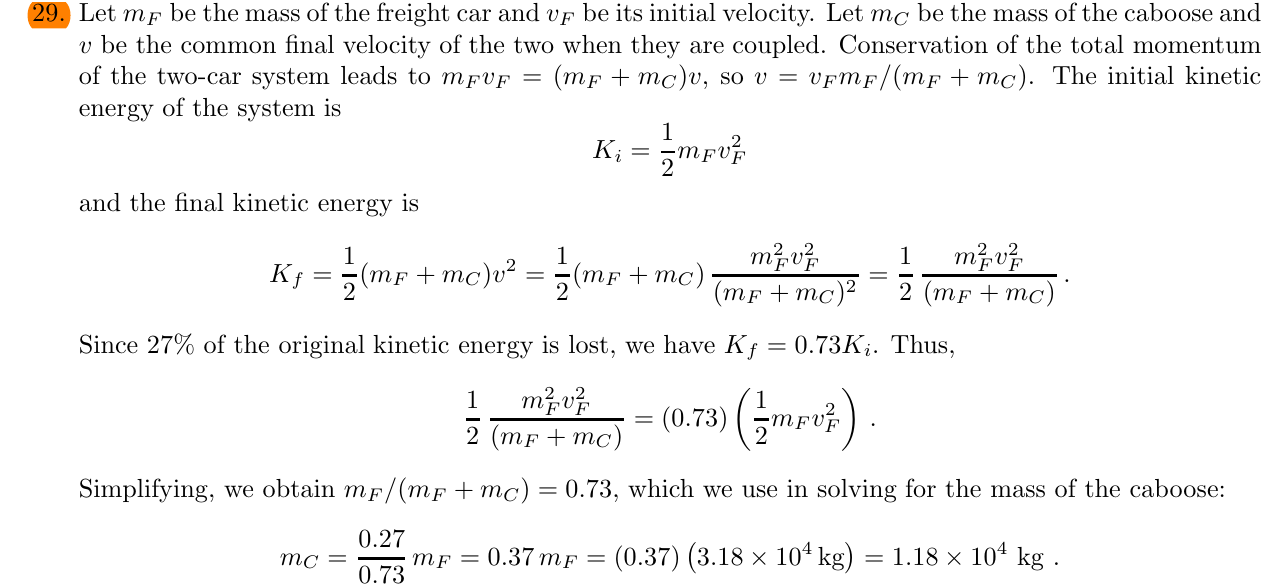 29. Let m_F be the mass of the freight car and v_F be its initial velocity. Let m_C be the mass of the caboose and
v be the common final velocity of the two when they are coupled. Conservation of the total momentum
of the two-car system leads to m_F v_F = (m_F + m_C)v, so v = v_F m_F/(m_F + m_C). The initial kinetic
energy of the system is
K_i = \frac{1}{2} m_F v_F^2
and the final kinetic energy is
K_f = \frac{1}{2}(m_F + m_C)v^2 = \frac{1}{2}(m_F + m_C) \frac{m_F^2 v_F^2}{(m_F + m_C)^2} = \frac{1}{2} \frac{m_F^2 v_F^2}{(m_F + m_C)} .
Since 27% of the original kinetic energy is lost, we have K_f = 0.73K_i. Thus,
\frac{1}{2} \frac{m_F^2 v_F^2}{(m_F + m_C)} = (0.73) \left( \frac{1}{2} m_F v_F^2 \right) .
Simplifying, we obtain m_F/(m_F + m_C) = 0.73, which we use in solving for the mass of the caboose:
m_C = \frac{0.27}{0.73} m_F = 0.37 m_F = (0.37) (3.18 × 10^4 kg) = 1.18 × 10^4 kg .